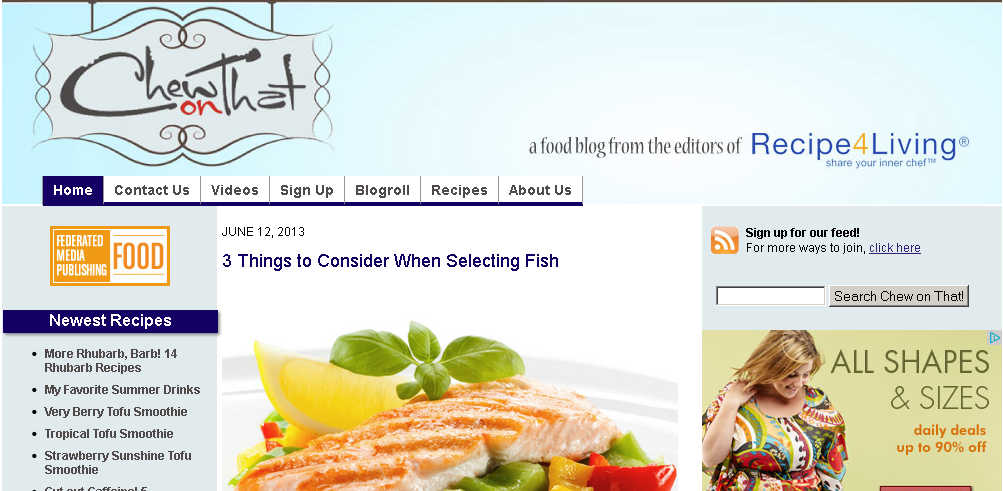 Chew on That
a food blog from the editors of Recipe4Living®
share your inner chef™
Home Contact Us Videos Sign Up Blogroll Recipes About Us
FEDERATED
MEDIA
PUBLISHING
FOOD
Newest Recipes
More Rhubarb, Barb! 14
Rhubarb Recipes
My Favorite Summer Drinks
Very Berry Tofu Smoothie
Tropical Tofu Smoothie
Strawberry Sunshine Tofu
Smoothie
Cut out Caffeine! 5
JUNE 12, 2013
3 Things to Consider When Selecting Fish
Sign up for our feed!
For more ways to join, click here
Search Chew on That!
ALL SHAPES
& SIZES
daily deals
up to 90% off